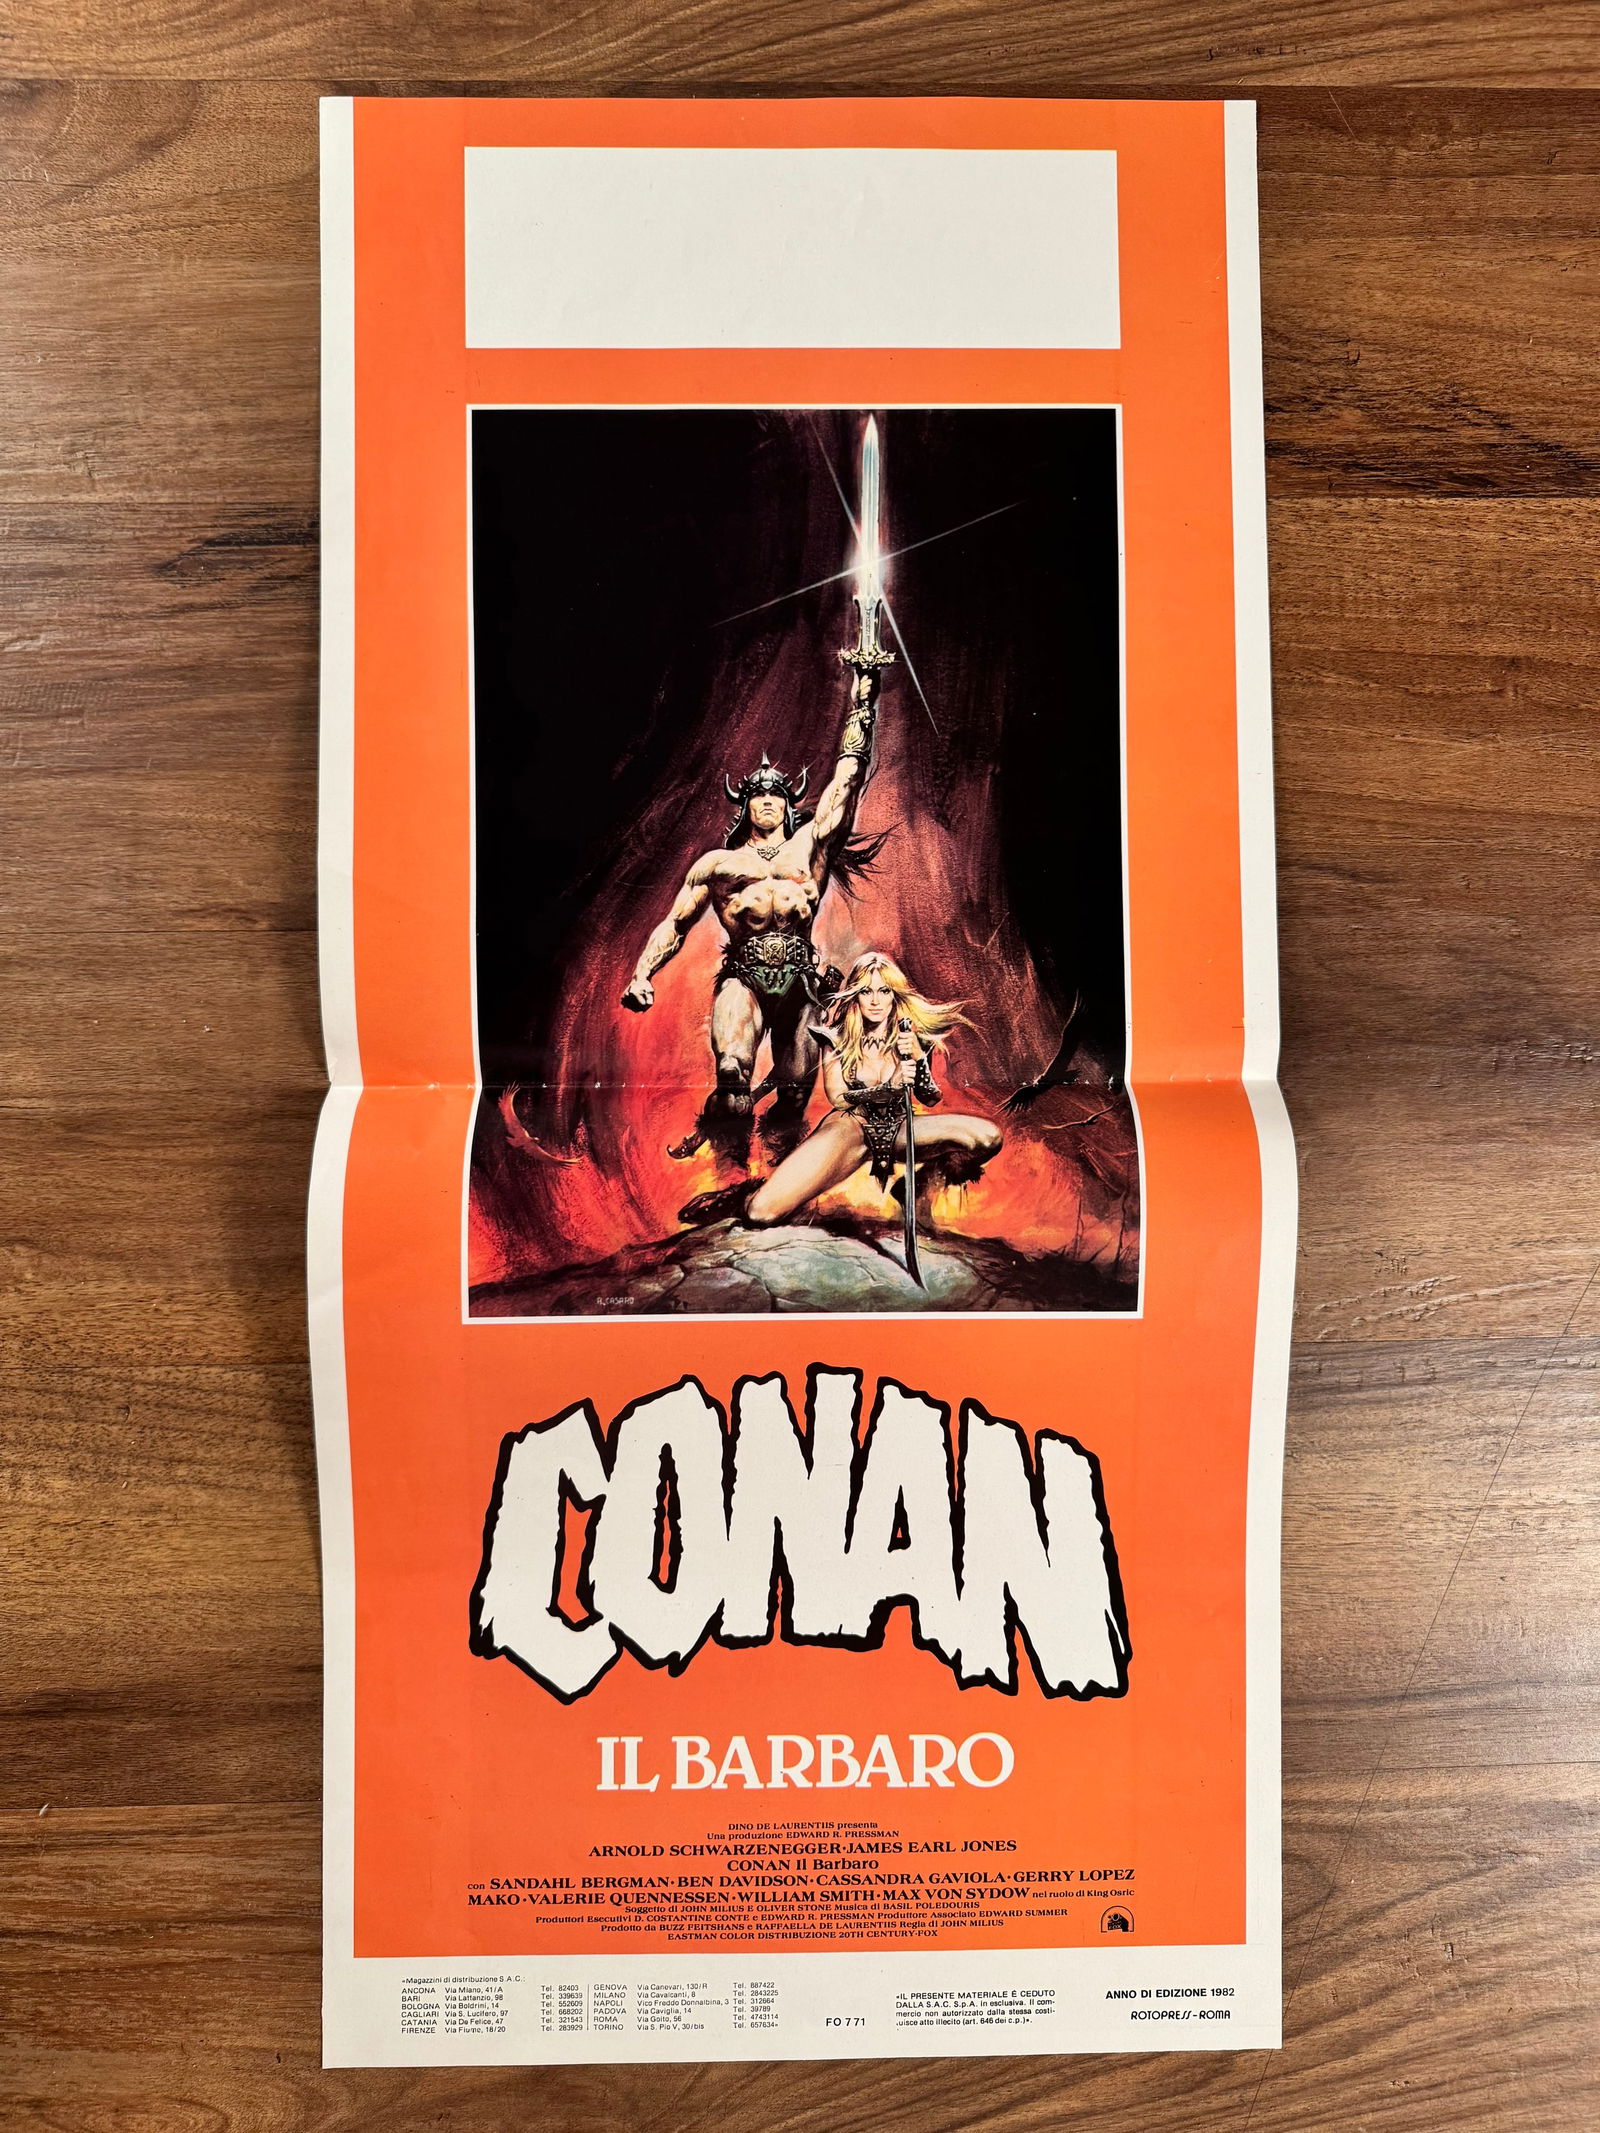 R. CASARO
CONAN
IL BARBARO
DINO DE LAURENTIIS presenta
Una produzione EDWARD R. PRESSMAN
ARNOLD SCHWARZENEGGER·JAMES EARL JONES
CONAN Il Barbaro
con SANDAHL BERGMAN·BEN DAVIDSON·CASSANDRA GAVIOLA·GERRY LOPEZ
MAKO·VALERIE QUENNESSEN·WILLIAM SMITH·MAX VON SYDOW nel ruolo di King Osric
Soggetto di JOHN MILIUS E OLIVER STONE Musica di BASIL POLEDOURIS
Produttori Esecutivi D. COSTANTINE CONTE e EDWARD R. PRESSMAN Produttore Associato EDWARD SUMMER
Prodotto da BUZZ FEITSHANS e RAFFAELLA DE LAURENTIIS Regia di JOHN MILIUS
EASTMAN COLOR DISTRIBUZIONE 20TH CENTURY-FOX
«Magazzini di distribuzione S.A.C.:
ANCONA Via Milano, 41/A Tel. 82403
BARI Via Lattanzio, 98 Tel. 339639
BOLOGNA Via Boldrini, 14 Tel. 552609
CAGLIARI Via S. Lucifero, 97 Tel. 668202
CATANIA Via De Felice, 47 Tel. 321543
FIRENZE Via Fiume, 18/20 Tel. 283929
GENOVA Via Canevari, 130/R Tel. 887422
MILANO Via Cavalcanti, 8 Tel. 2843225
NAPOLI Vico Freddo Donnalbina, 3 Tel. 312664
PADOVA Via Caviglia, 14 Tel. 39789
ROMA Via Goito, 56 Tel. 4743114
TORINO Via S. Pio V, 30/bis Tel. 657634»
FO 771
«IL PRESENTE MATERIALE È CEDUTO
DALLA S.A.C. S.p.A. in esclusiva. Il com-
mercio non autorizzato dalla stessa costi-
uisce atto illecito (art. 646 dei c.p.)».
ANNO DI EDIZIONE 1982
ROTOPRESS-ROMA